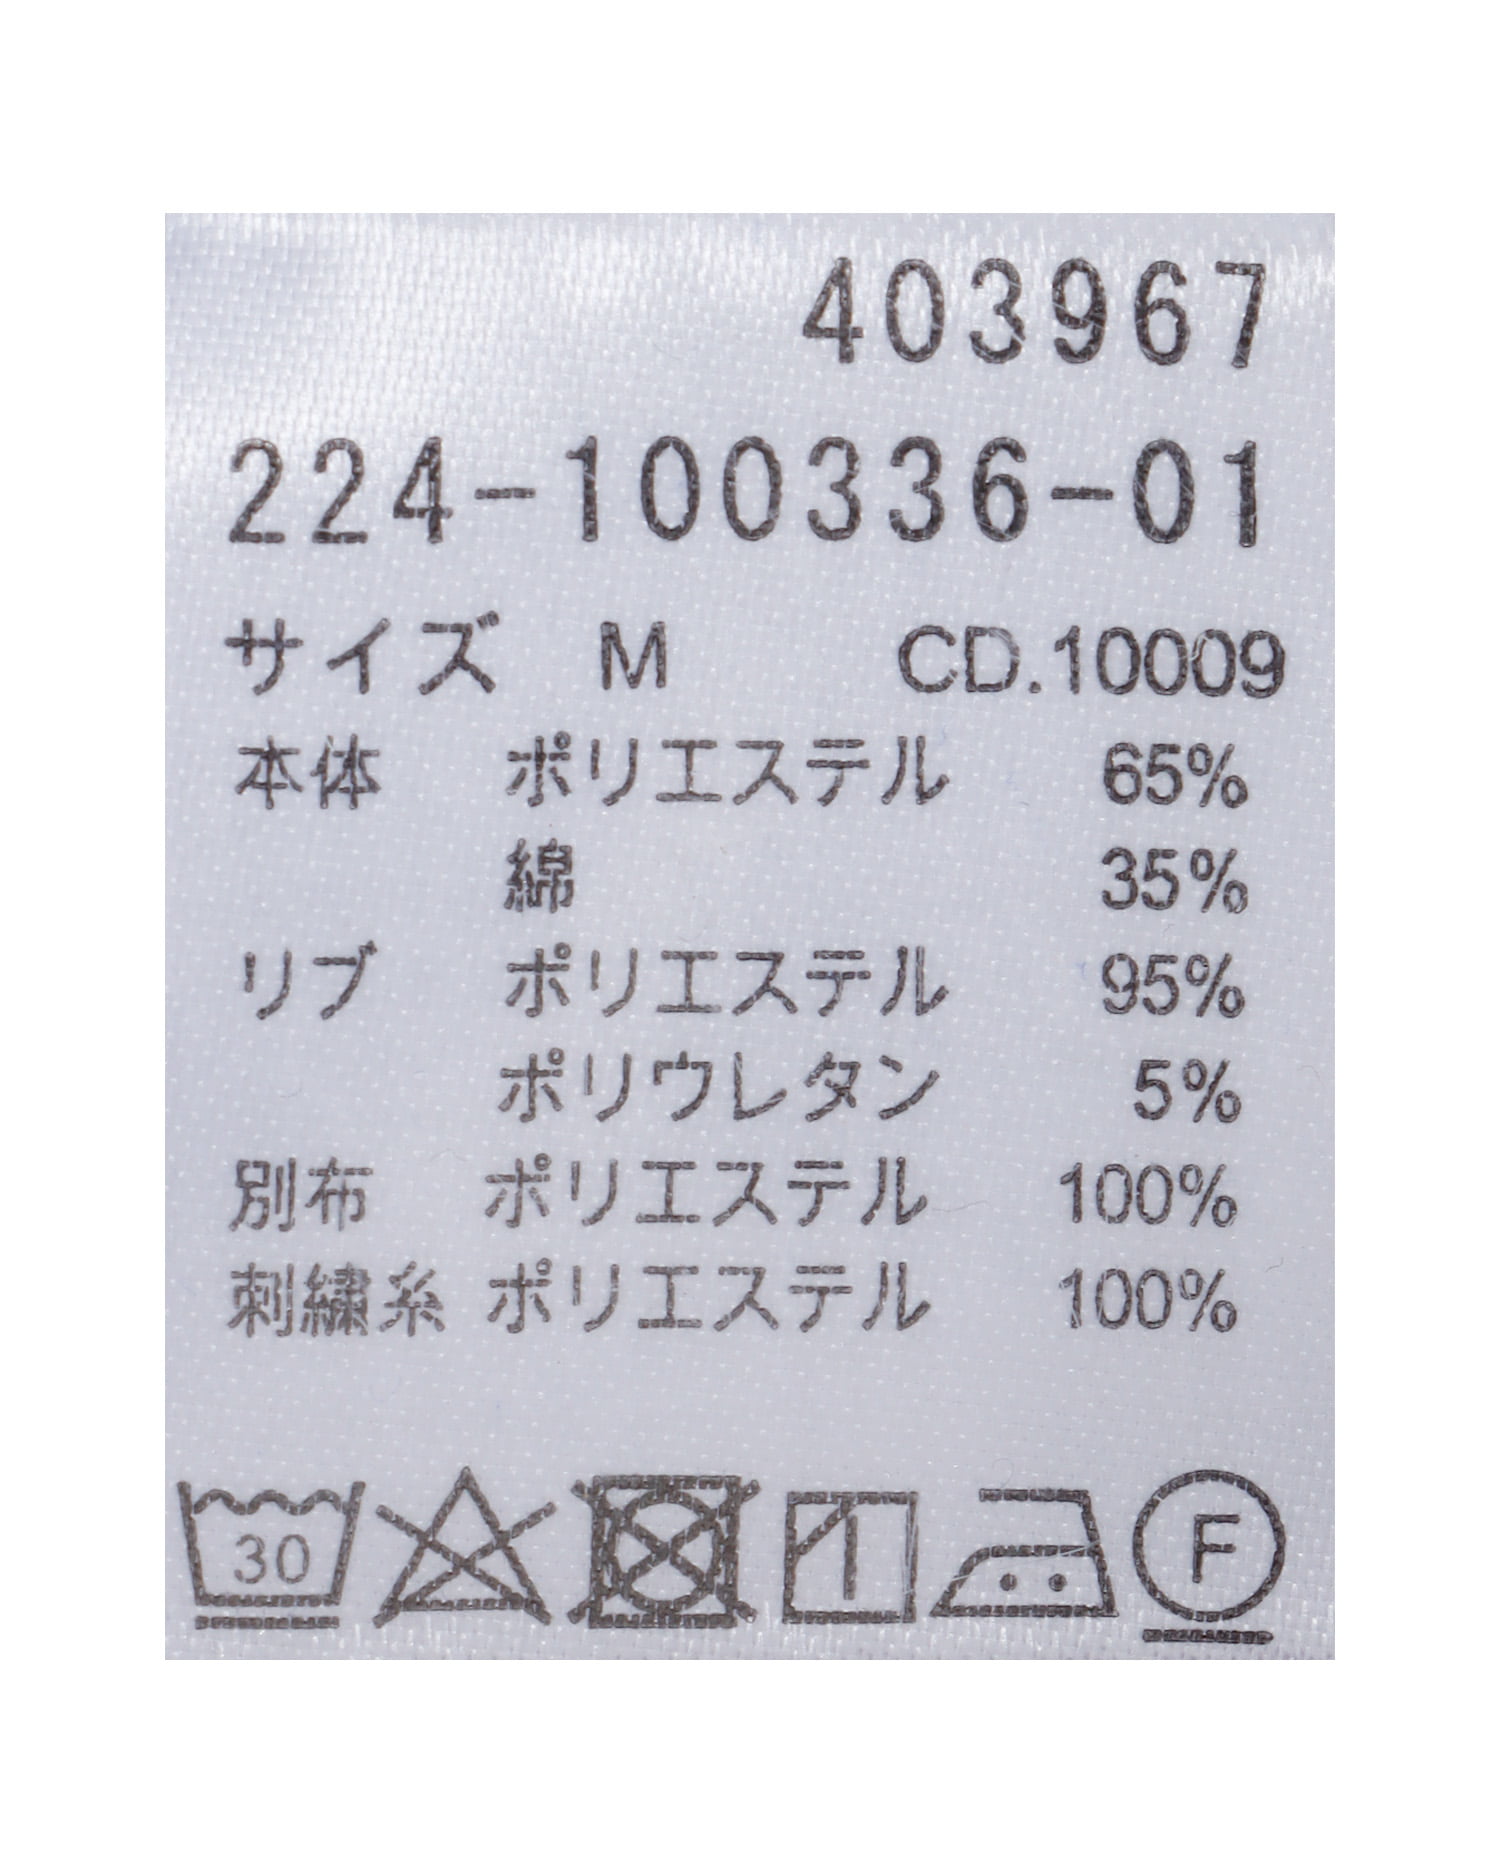 403967
224-100336-01
サイズ M CD.10009
本体 ポリエステル 65%
綿 35%
リブ ポリエステル 95%
ポリウレタン 5%
別布 ポリエステル 100%
刺繍糸 ポリエステル 100%
30 F